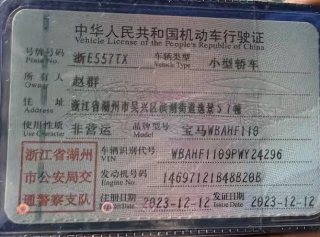 中华人民共和国机动车行驶证
Vehicle License of the People's Republic of China
号牌号码 浙E557TX 车辆类型 小型轿车
Plate No. Vehicle Type
所有人 赵群
Owner
住址 浙江省湖州市吴兴区滨湖街道
Address
使用性质 非营运 品牌型号 宝马WBAHF110
Use Character Model
浙江省湖州 车辆识别代号 WBAHF1109PWY24296
VIN
市公安局交 发动机号码 14697121B48B20B
Engine No.
通警察支队 注册日期 2023-12-12 发证日期 2023-12-12
Register Date Issue Date